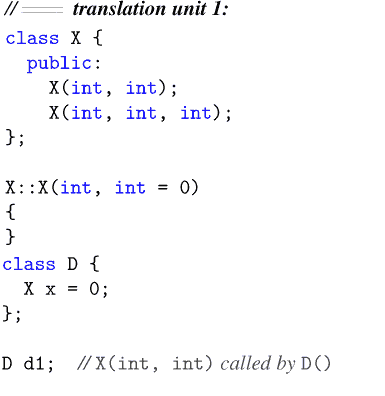 // translation unit 1:
class X {
public:
X(int, int);
X(int, int, int);
};
X::X(int, int = 0)
{
}
class D {
X x = 0;
};
D d1; // X(int, int) called by D()